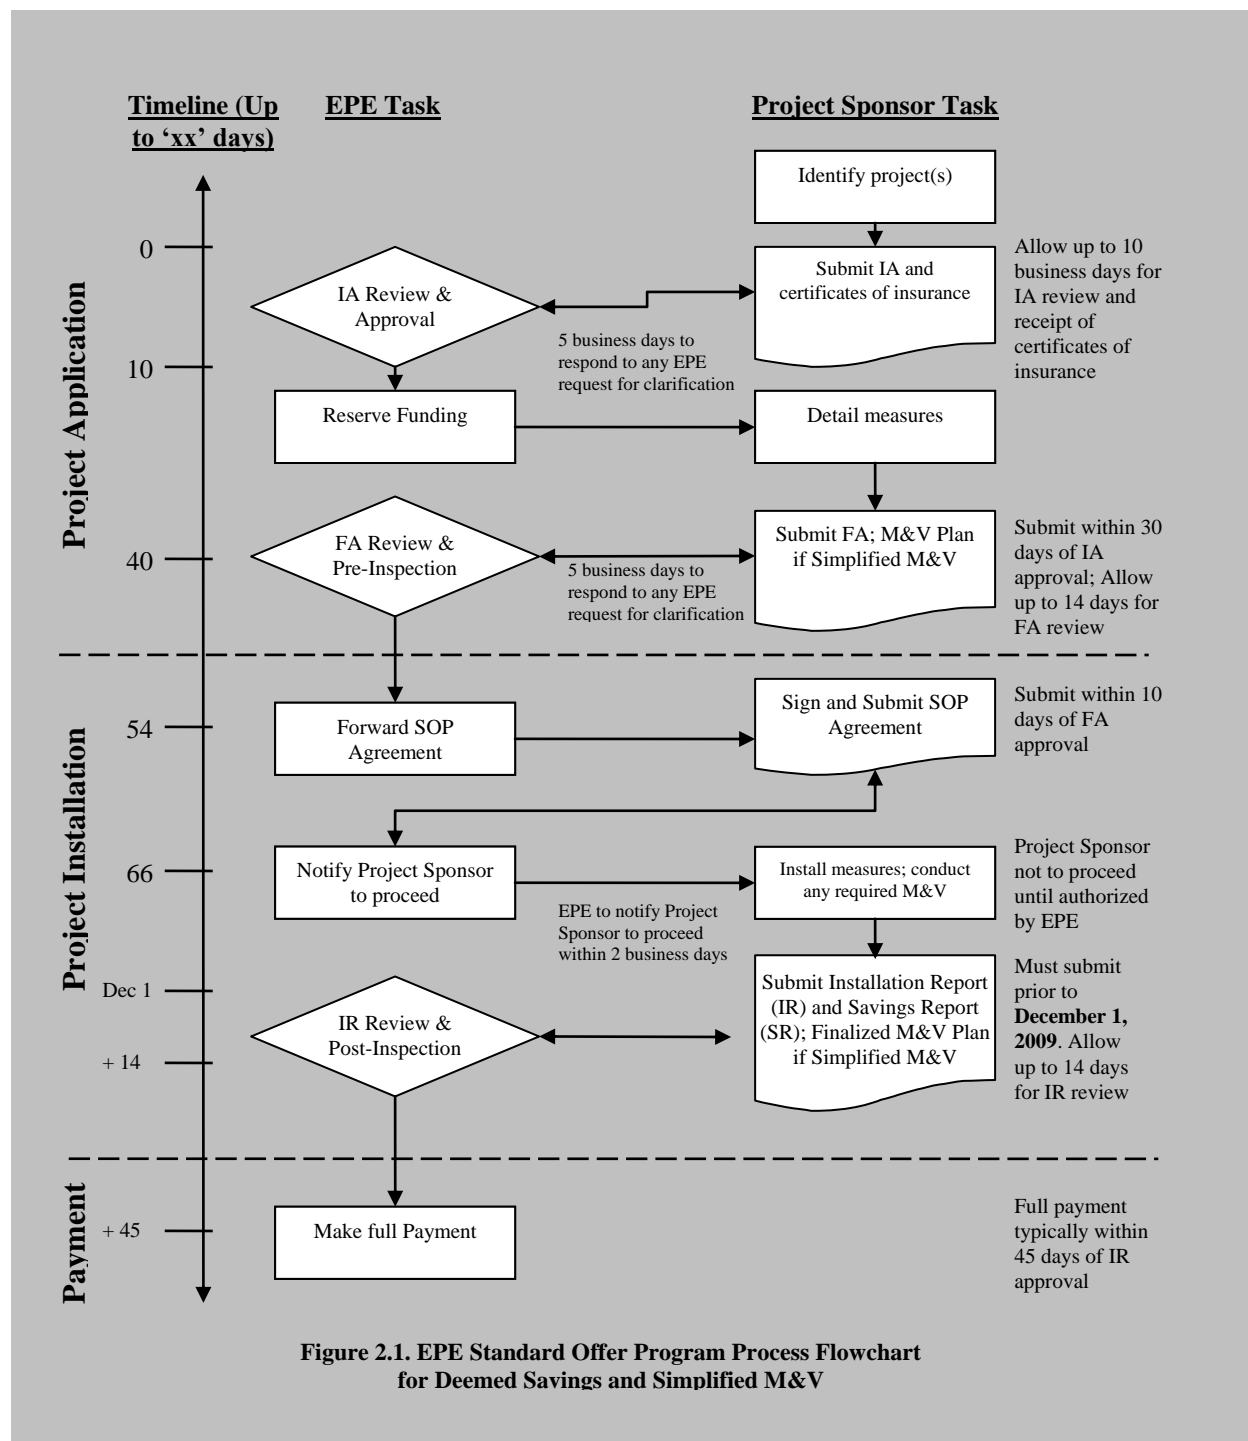 Timeline (Up
to ‘xx’ days)
EPE Task
Project Sponsor Task
Identify project(s)
Project Application
0
IA Review &
Approval
Submit IA and
certificates of insurance
Allow up to 10
business days for
IA review and
receipt of
certificates of
insurance
5 business days to
respond to any EPE
request for clarification
10
Reserve Funding
Detail measures
40
FA Review &
Pre-Inspection
Submit FA; M&V Plan
if Simplified M&V
Submit within 30
days of IA
approval; Allow
up to 14 days for
FA review
5 business days to
respond to any EPE
request for clarification
Project Installation
54
Forward SOP
Agreement
Sign and Submit SOP
Agreement
Submit within 10
days of FA
approval
66
Notify Project Sponsor
to proceed
Install measures; conduct
any required M&V
Project Sponsor
not to proceed
until authorized
by EPE
EPE to notify Project
Sponsor to proceed
within 2 business days
Dec 1
+ 14
IR Review &
Post-Inspection
Submit Installation Report
(IR) and Savings Report
(SR); Finalized M&V Plan
if Simplified M&V
Must submit
prior to
December 1,
2009. Allow
up to 14 days
for IR review
Payment
+ 45
Make full Payment
Full payment
typically within
45 days of IR
approval
Figure 2.1. EPE Standard Offer Program Process Flowchart
for Deemed Savings and Simplified M&V